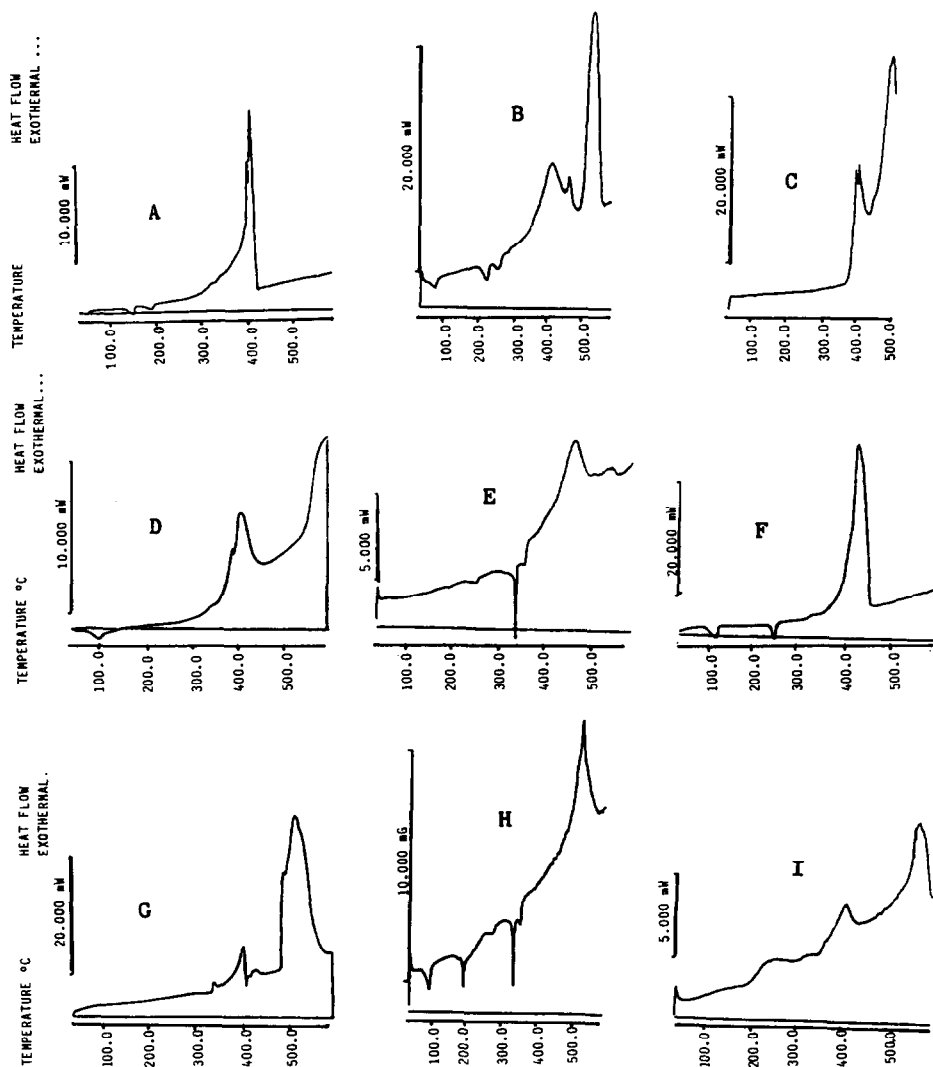 HEAT FLOW
EXOTHERMAL ...
TEMPERATURE
10.000 mW
A
100.0
200.0
300.0
400.0
500.0
20.000 mW
B
100.0
200.0
300.0
400.0
500.0
20.000 mW
C
100.0
200.0
300.0
400.0
500.0
HEAT FLOW
EXOTHERMAL...
TEMPERATURE ºC
10.000 mW
D
100.0
200.0
300.0
400.0
500.0
5.000 mW
E
100.0
200.0
300.0
400.0
500.0
20.000 mW
F
100.0
200.0
300.0
400.0
500.0
HEAT FLOW
EXOTHERMAL.
TEMPERATURE ºC
20.000 mW
G
100.0
200.0
300.0
400.0
500.0
10.000 mG
H
100.0
200.0
300.0
400.0
500.0
5.000 mW
I
100.0
200.0
300.0
400.0
500.0